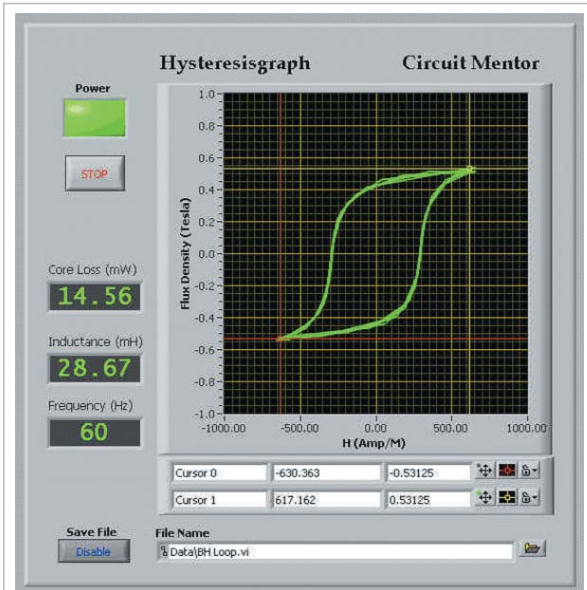 Hysteresisgraph Circuit Mentor
Power
STOP
Core Loss (mW)
14.56
Inductance (mH)
28.67
Frequency (Hz)
60
Flux Density (Tesla)
1.0
0.8
0.6
0.4
0.2
0.0
-0.2
-0.4
-0.6
-0.8
-1.0
-1000.00 -500.00 0.00 500.00 1000.00
H (Amp/M)
Cursor 0 -630.363 -0.53125
Cursor 1 617.162 0.53125
Save File
Disable
File Name
Data\BH Loop.vi